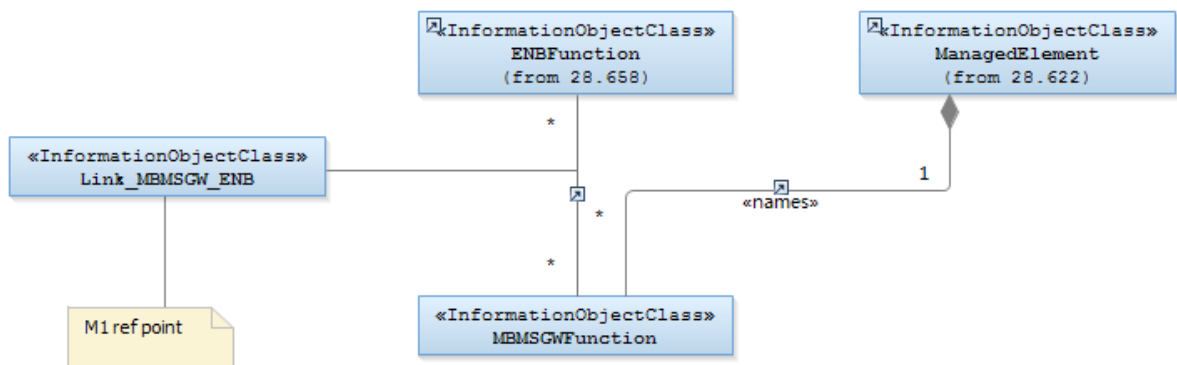 «InformationObjectClass»
ENBFunction
(from 28.658)
«InformationObjectClass»
ManagedElement
(from 28.622)
*
«InformationObjectClass»
Link_MBMSGW_ENB
1
«names»
*
*
M1 ref point
«InformationObjectClass»
MBMSGWFunction